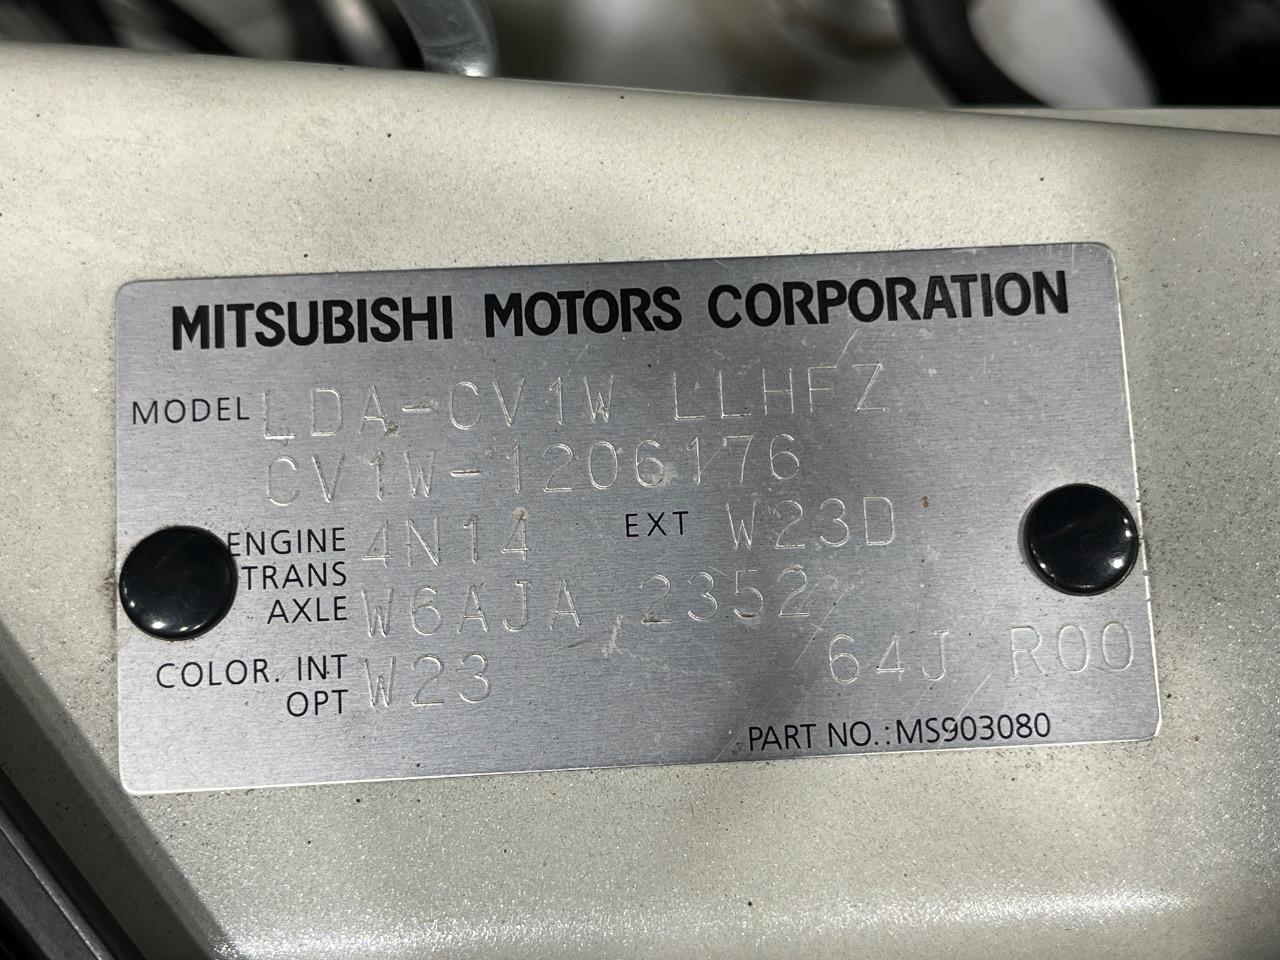 MITSUBISHI MOTORS CORPORATION
MODEL LDA-CV1W LLHFZ
CV1W-1206176
ENGINE 4N14 EXT W23D
TRANS
AXLE W6AJA 2352
COLOR. INT W23 64J R00
OPT
PART NO.:MS903080